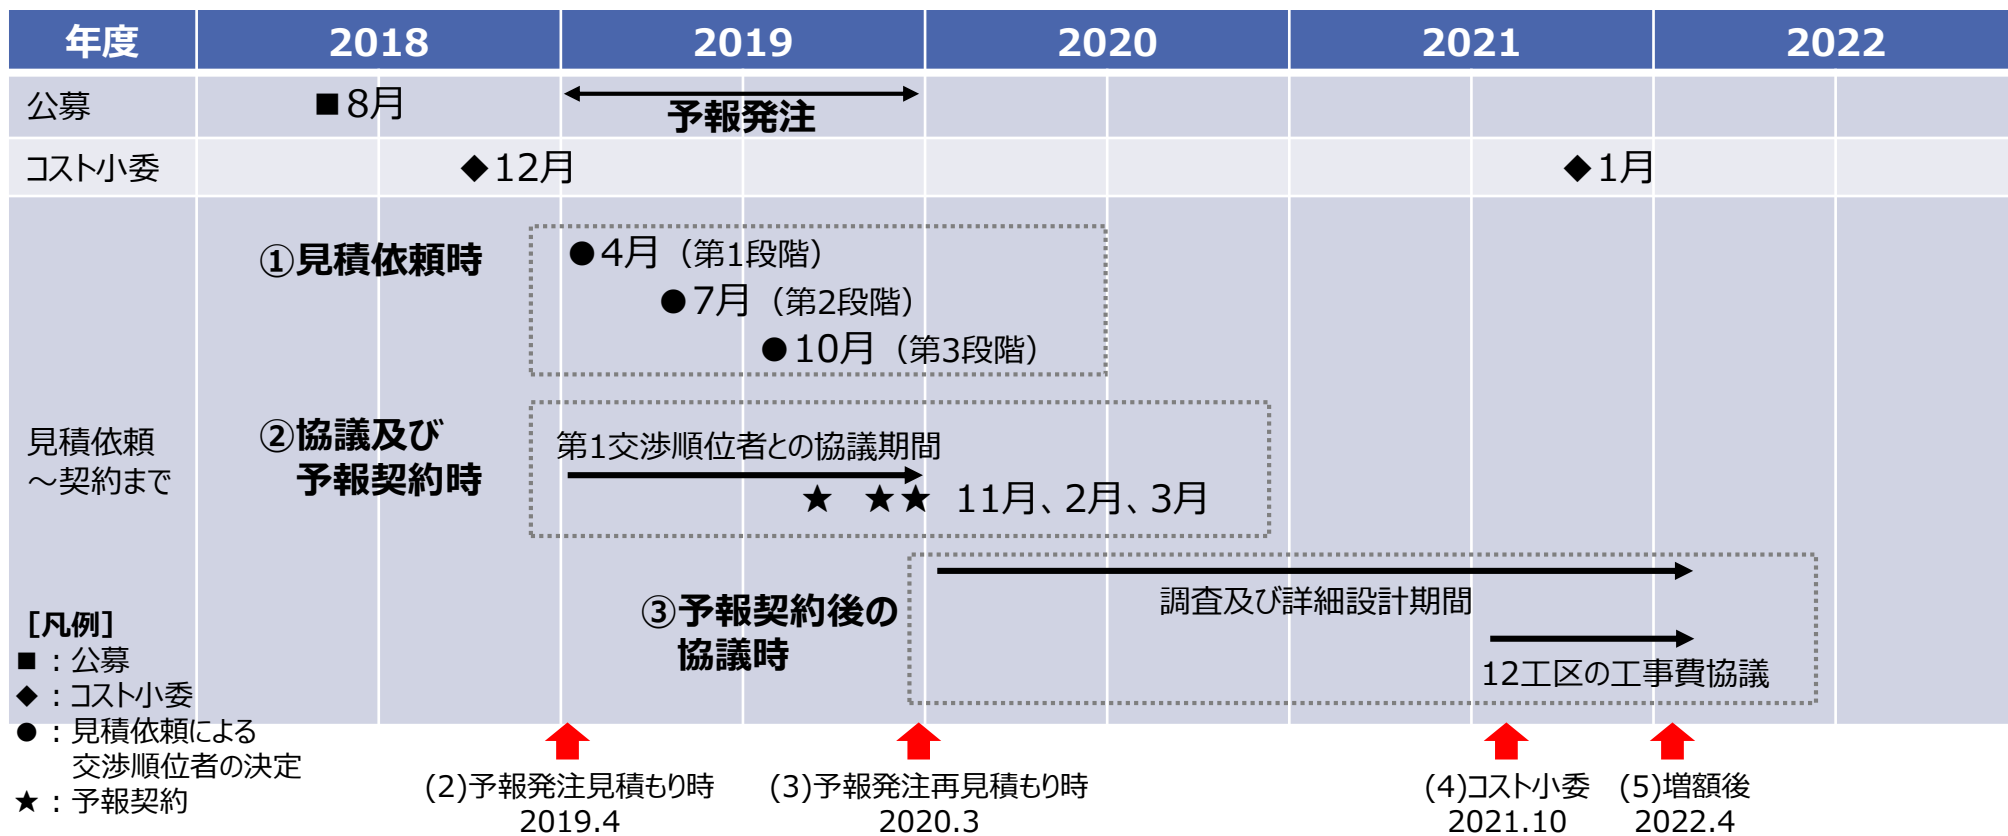 年度 2018 2019 2020 2021 2022
公募 ■8月 予報発注
コスト小委 ◆12月 ◆1月
①見積依頼時
●4月（第1段階）
●7月（第2段階）
●10月（第3段階）
見積依頼
～契約まで
②協議及び
予報契約時
第1交渉順位者との協議期間
★ ★★ 11月、2月、3月
③予報契約後の
協議時
調査及び詳細設計期間
12工区の工事費協議
［凡例］
■：公募
◆：コスト小委
●：見積依頼による
交渉順位者の決定
★：予報契約
(2)予報発注見積もり時
2019.4
(3)予報発注再見積もり時
2020.3
(4)コスト小委
2021.10
(5)増額後
2022.4